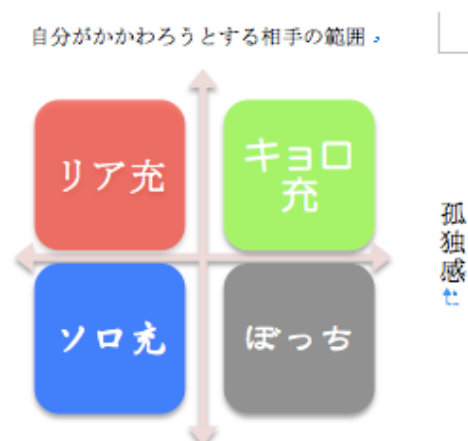 自分がかかわろうとする相手の範囲
リア充
キョロ
充
ソロ充
ぼっち
孤独感